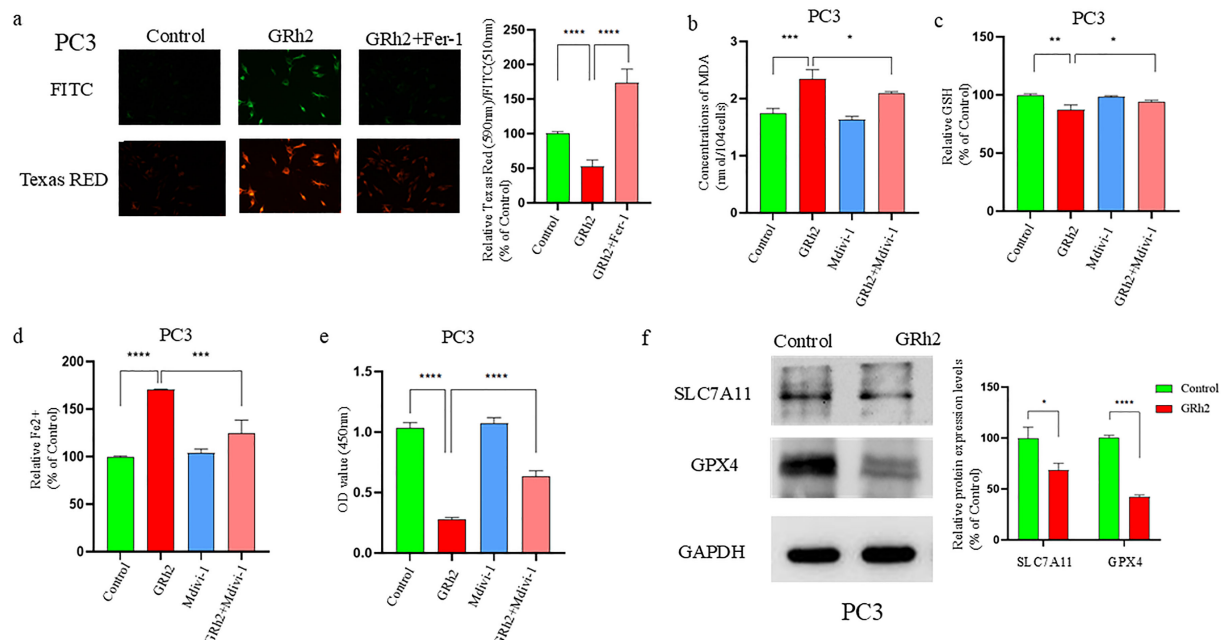 a
PC3
Control
GRh2
GRh2+Fer-1
FITC
Texas RED
Relative Texas Red (590nm)/FITC(510nm)
(% of Control)
250
200
150
100
50
0
****
****
Control
GRh2
GRh2+Fer-1
b
PC3
Concentrations of MDA
(nmol/104cells)
3
2
1
0
***
*
Control
GRh2
Mdivi-1
GRh2+Mdivi-1
c
PC3
Relative GSH
(% of Control)
150
100
50
0
**
*
Control
GRh2
Mdivi-1
GRh2+Mdivi-1
d
PC3
Relative Fe2+
(% of Control)
200
150
100
50
0
****
***
Control
GRh2
Mdivi-1
GRh2+Mdivi-1
e
PC3
OD value (450nm)
1.5
1.0
0.5
0.0
****
****
Control
GRh2
Mdivi-1
GRh2+Mdivi-1
f
Control
GRh2
SLC7A11
GPX4
GAPDH
PC3
Relative protein expression levels
(% of Control)
150
100
50
0
*
****
SLC7A11
GPX4
Control
GRh2